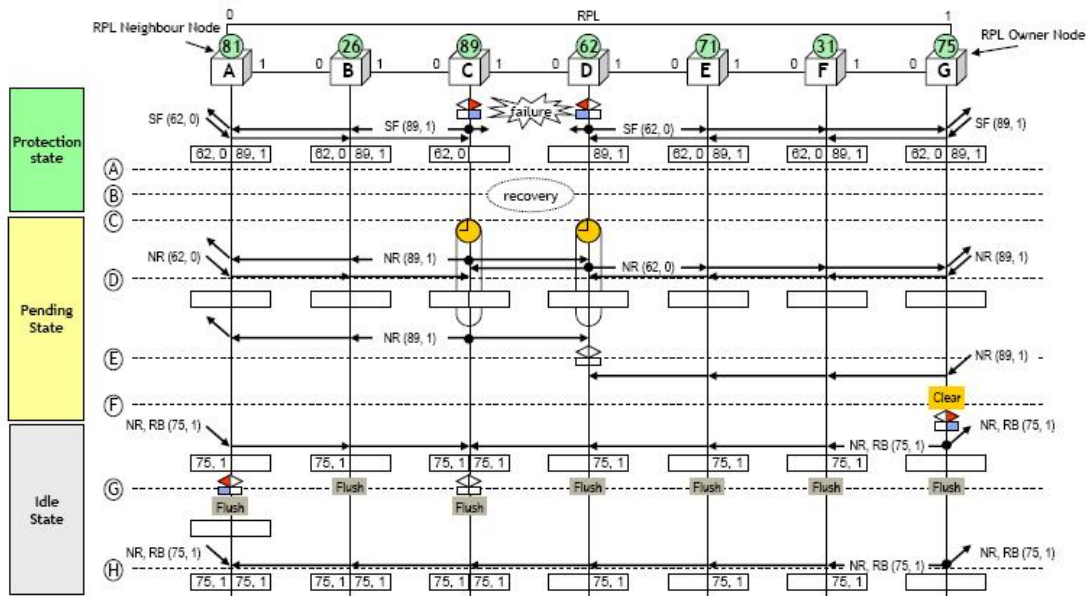 0 RPL 1
RPL Neighbour Node
RPL Owner Node
81 26 89 62 71 31 75
A 1 0 B 1 0 C 1 0 D 1 0 E 1 0 F 1 0 G
Protection state
failure
SF (62, 0) SF (89, 1) SF (62, 0) SF (89, 1)
62, 0 89, 1 62, 0 89, 1 62, 0 89, 1 62, 0 89, 1 62, 0 89, 1 62, 0 89, 1
A
B
recovery
C
Pending State
NR (62, 0) NR (89, 1) NR (62, 0) NR (89, 1)
D
NR (89, 1)
E
NR (89, 1)
F
Clear
Idle State
NR, RB (75, 1) NR, RB (75, 1) NR, RB (75, 1)
75, 1 75, 1 75, 1 75, 1 75, 1 75, 1 75, 1
G
Flush Flush Flush Flush Flush
Flush Flush
NR, RB (75, 1) NR, RB (75, 1) NR, RB (75, 1)
H
75, 1 75, 1 75, 1 75, 1 75, 1 75, 1 75, 1 75, 1 75, 1